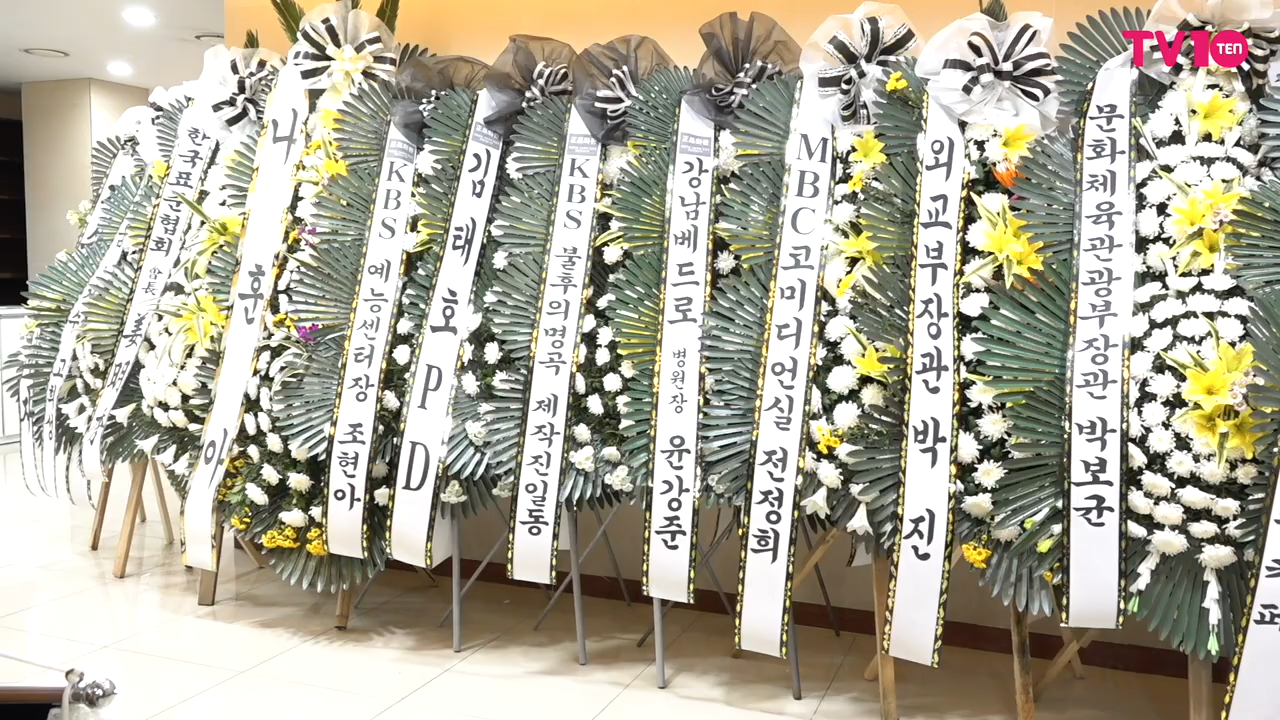 TV10
TEN
한국표준협회 會長 姜
나훈아
KBS 예능센터장 조현아
김태호PD
KBS 불후의명곡 제작진일동
강남베드로 병원장 윤강준
MBC코미디언실 전정희
외교부장관 박진
문화체육관광부장관 박보균